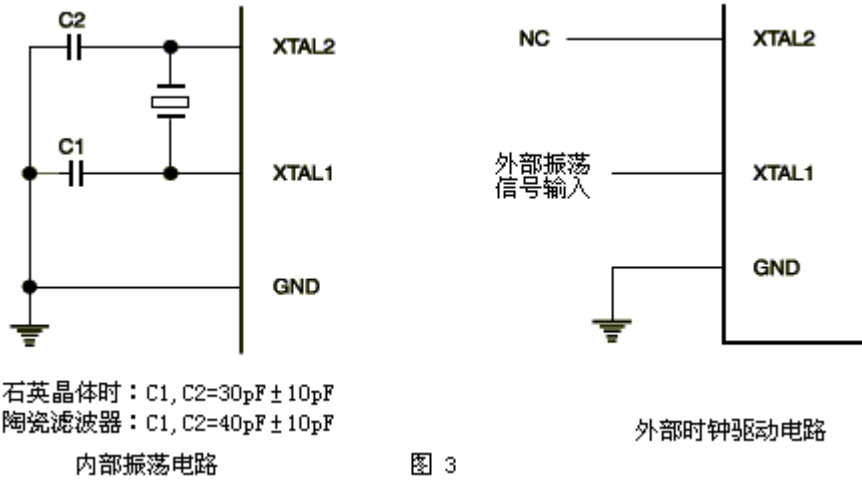 C2
XTAL2
C1
XTAL1
GND
石英晶体时：C1,C2=30pF±10pF
陶瓷滤波器：C1,C2=40pF±10pF
内部振荡电路
NC
XTAL2
外部振荡
信号输入
XTAL1
GND
外部时钟驱动电路
图 3